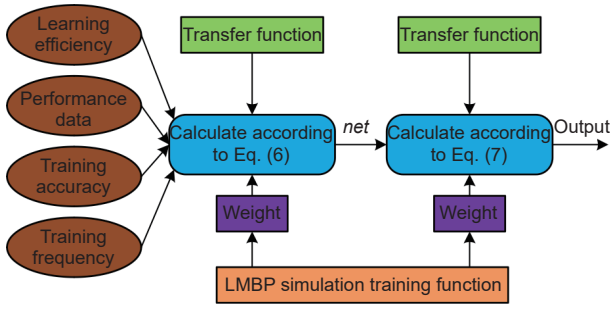 Learning
efficiency
Performance
data
Training
accuracy
Training
frequency
Transfer function
Calculate according
to Eq. (6)
Weight
net
Transfer function
Calculate according
to Eq. (7)
Weight
Output
LMBP simulation training function